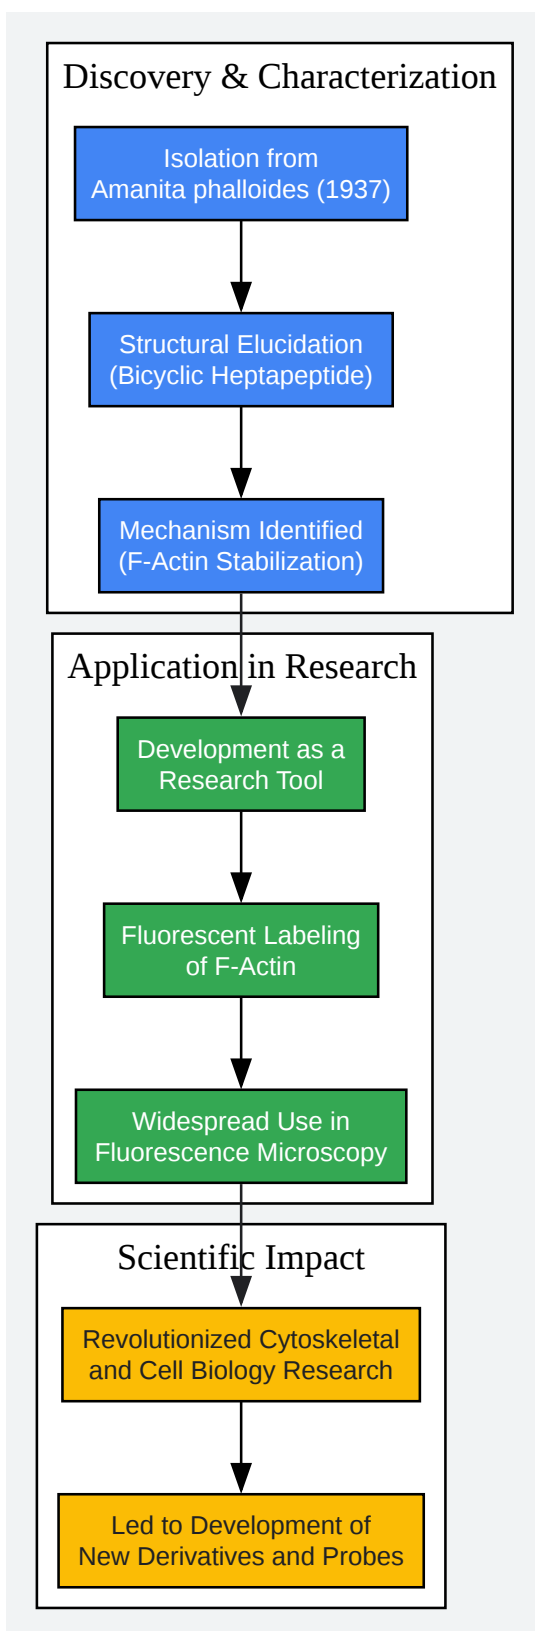 Discovery & Characterization
Isolation from
Amanita phalloides (1937)
Structural Elucidation
(Bicyclic Heptapeptide)
Mechanism Identified
(F-Actin Stabilization)
Application in Research
Development as a
Research Tool
Fluorescent Labeling
of F-Actin
Widespread Use in
Fluorescence Microscopy
Scientific Impact
Revolutionized Cytoskeletal
and Cell Biology Research
Led to Development of
New Derivatives and Probes